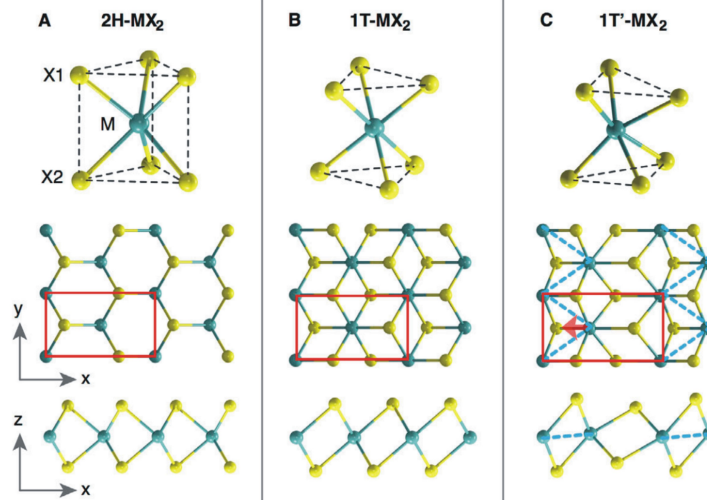 A 2H-MX₂
B 1T-MX₂
C 1T'-MX₂
X1
M
X2
y
x
z
x